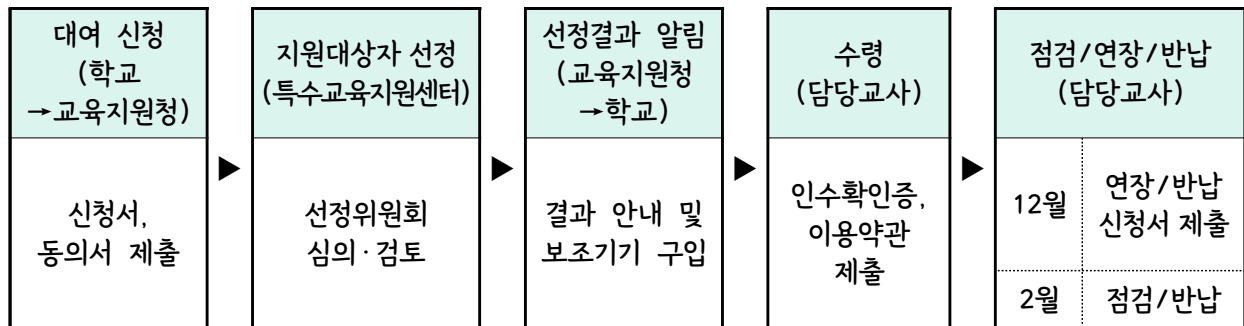 대여 신청
(학교
→교육지원청)
신청서,
동의서 제출
▶
지원대상자 선정
(특수교육지원센터)
선정위원회
심의·검토
▶
선정결과 알림
(교육지원청
→학교)
결과 안내 및
보조기기 구입
▶
수령
(담당교사)
인수확인증,
이용약관
제출
▶
점검/연장/반납
(담당교사)
12월
연장/반납
신청서 제출
2월
점검/반납